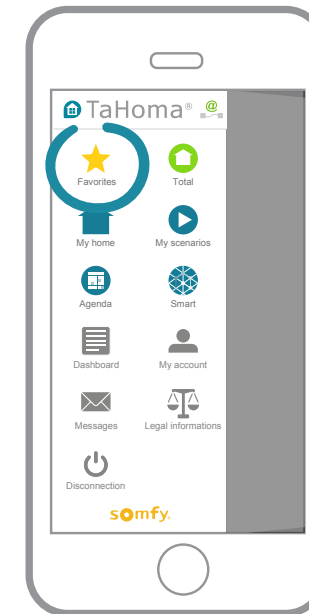 TaHoma® @
Favorites Total
My home My scenarios
Agenda Smart
Dashboard My account
Messages Legal informations
Disconnection
somfy.